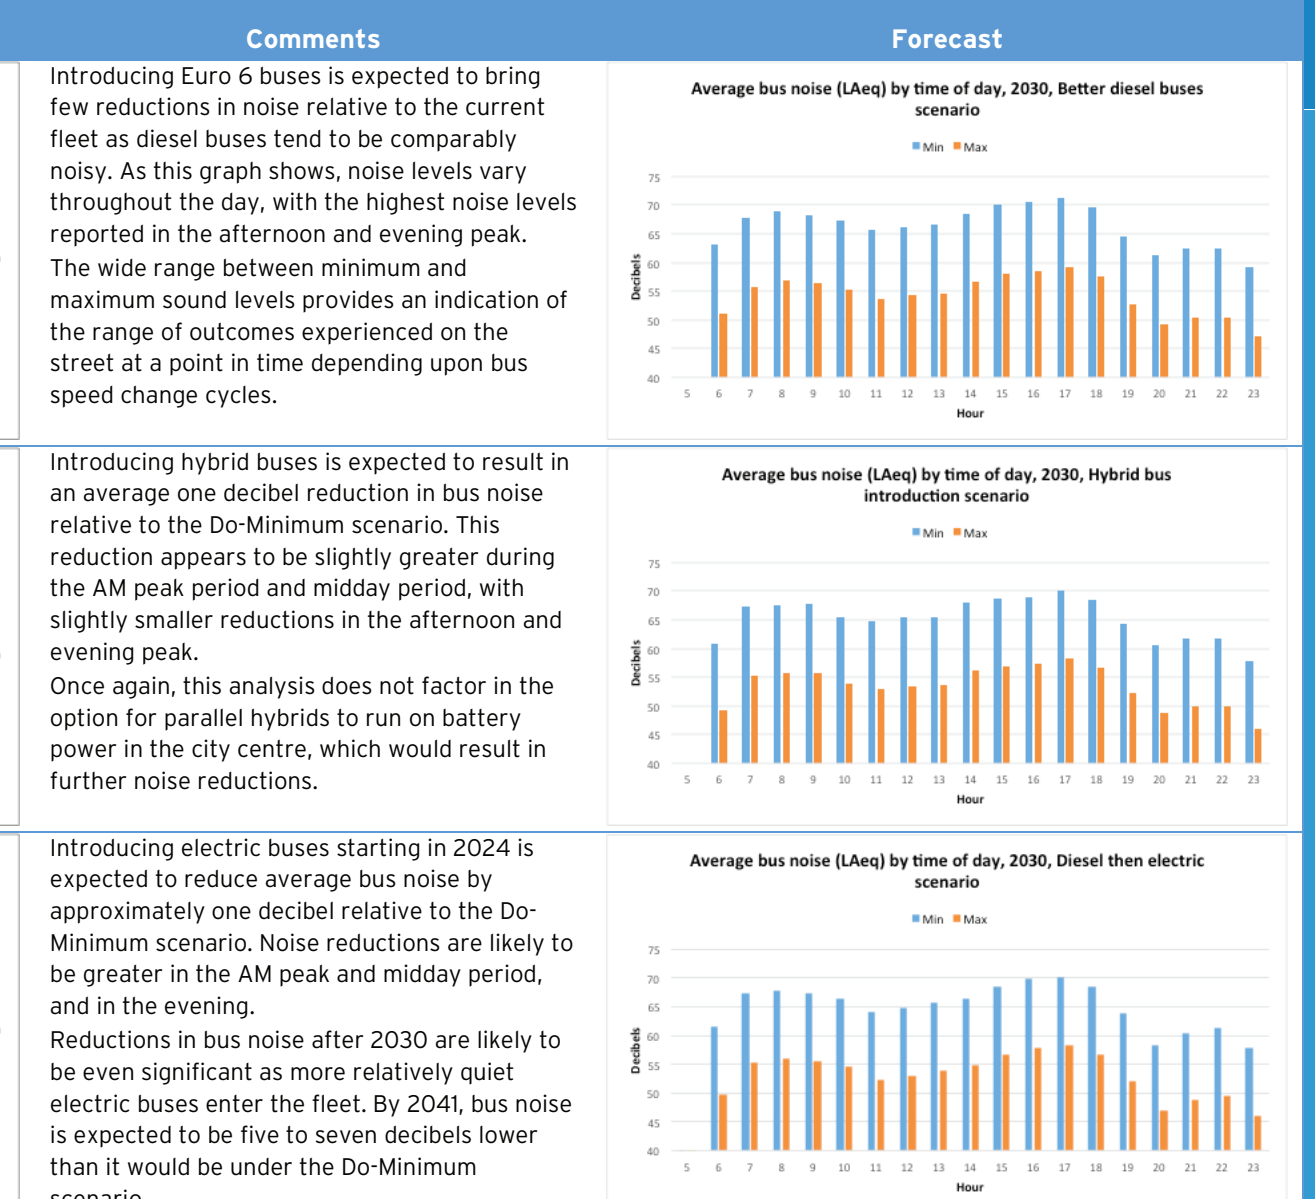 Comments
Forecast
Introducing Euro 6 buses is expected to bring
few reductions in noise relative to the current
fleet as diesel buses tend to be comparably
noisy. As this graph shows, noise levels vary
throughout the day, with the highest noise levels
reported in the afternoon and evening peak.
The wide range between minimum and
maximum sound levels provides an indication of
the range of outcomes experienced on the
street at a point in time depending upon bus
speed change cycles.
Average bus noise (LAeq) by time of day, 2030, Better diesel buses
scenario
Min Max
75
70
65
60
55
50
45
40
Decibels
5 6 7 8 9 10 11 12 13 14 15 16 17 18 19 20 21 22 23
Hour
Introducing hybrid buses is expected to result in
an average one decibel reduction in bus noise
relative to the Do-Minimum scenario. This
reduction appears to be slightly greater during
the AM peak period and midday period, with
slightly smaller reductions in the afternoon and
evening peak.
Once again, this analysis does not factor in the
option for parallel hybrids to run on battery
power in the city centre, which would result in
further noise reductions.
Average bus noise (LAeq) by time of day, 2030, Hybrid bus
introduction scenario
Min Max
75
70
65
60
55
50
45
40
Decibels
5 6 7 8 9 10 11 12 13 14 15 16 17 18 19 20 21 22 23
Hour
Introducing electric buses starting in 2024 is
expected to reduce average bus noise by
approximately one decibel relative to the Do-
Minimum scenario. Noise reductions are likely to
be greater in the AM peak and midday period,
and in the evening.
Reductions in bus noise after 2030 are likely to
be even significant as more relatively quiet
electric buses enter the fleet. By 2041, bus noise
is expected to be five to seven decibels lower
than it would be under the Do-Minimum
scenario.
Average bus noise (LAeq) by time of day, 2030, Diesel then electric
scenario
Min Max
75
70
65
60
55
50
45
40
Decibels
5 6 7 8 9 10 11 12 13 14 15 16 17 18 19 20 21 22 23
Hour